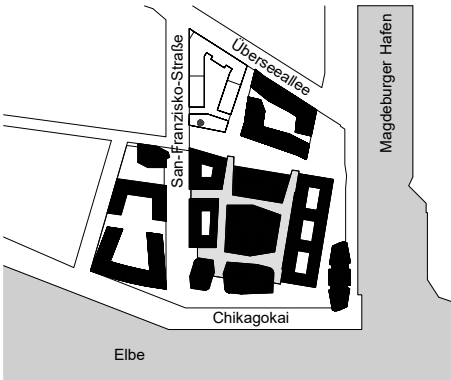 Überseeallee
San-Franzisko-Straße
Magdeburger Hafen
Chikagokai
Elbe